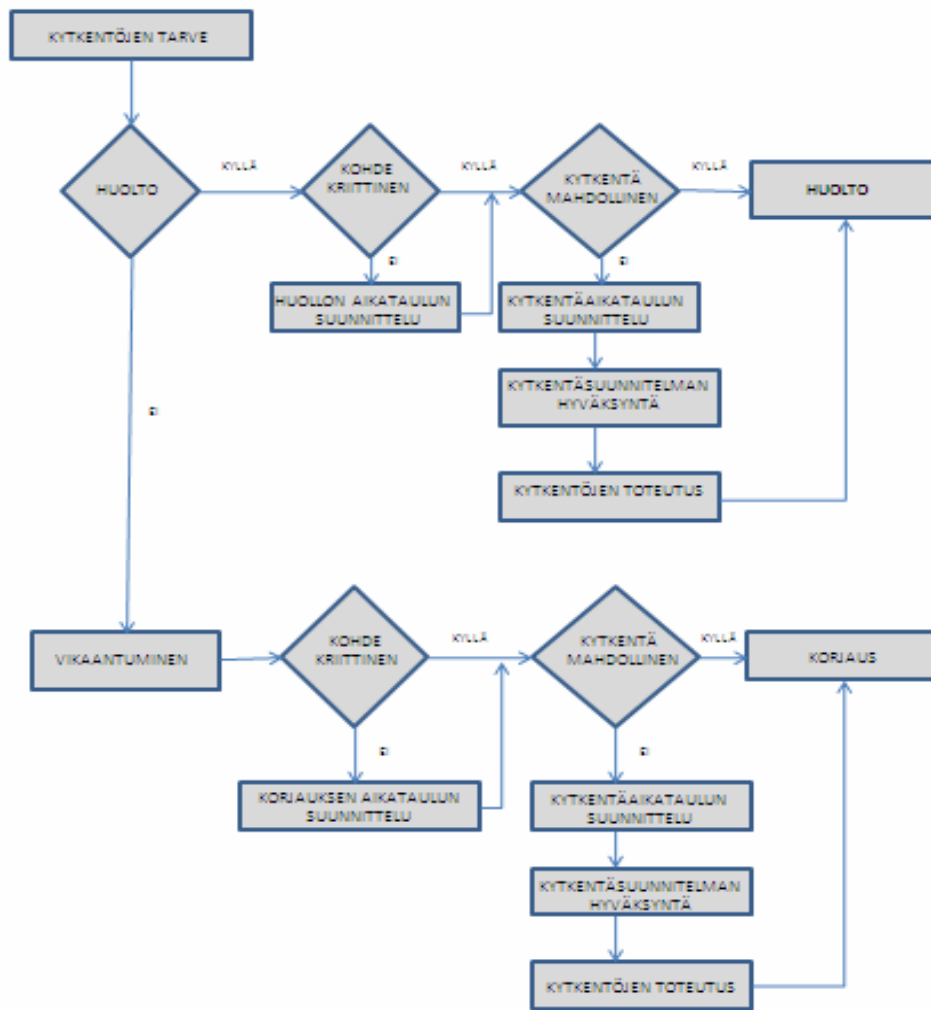 KYTKENTÖJEN TARVE
HUOLTO
KYLLÄ
KOHDE
KRIITTINEN
KYLLÄ
KYTKENTÄ
MAHDOLLINEN
KYLLÄ
HUOLTO
EI
EI
HUOLLON AIKATAULUN
SUUNNITTELU
KYTKENTÄAIKATAULUN
SUUNNITTELU
KYTKENTÄSUUNNITELMAN
HYVÄKSYNTÄ
EI
KYTKENTÖJEN TOTEUTUS
VIKAANTUMINEN
KOHDE
KRIITTINEN
KYLLÄ
KYTKENTÄ
MAHDOLLINEN
KYLLÄ
KORJAUS
EI
EI
KORJAUKSEN AIKATAULUN
SUUNNITTELU
KYTKENTÄAIKATAULUN
SUUNNITTELU
KYTKENTÄSUUNNITELMAN
HYVÄKSYNTÄ
KYTKENTÖJEN TOTEUTUS